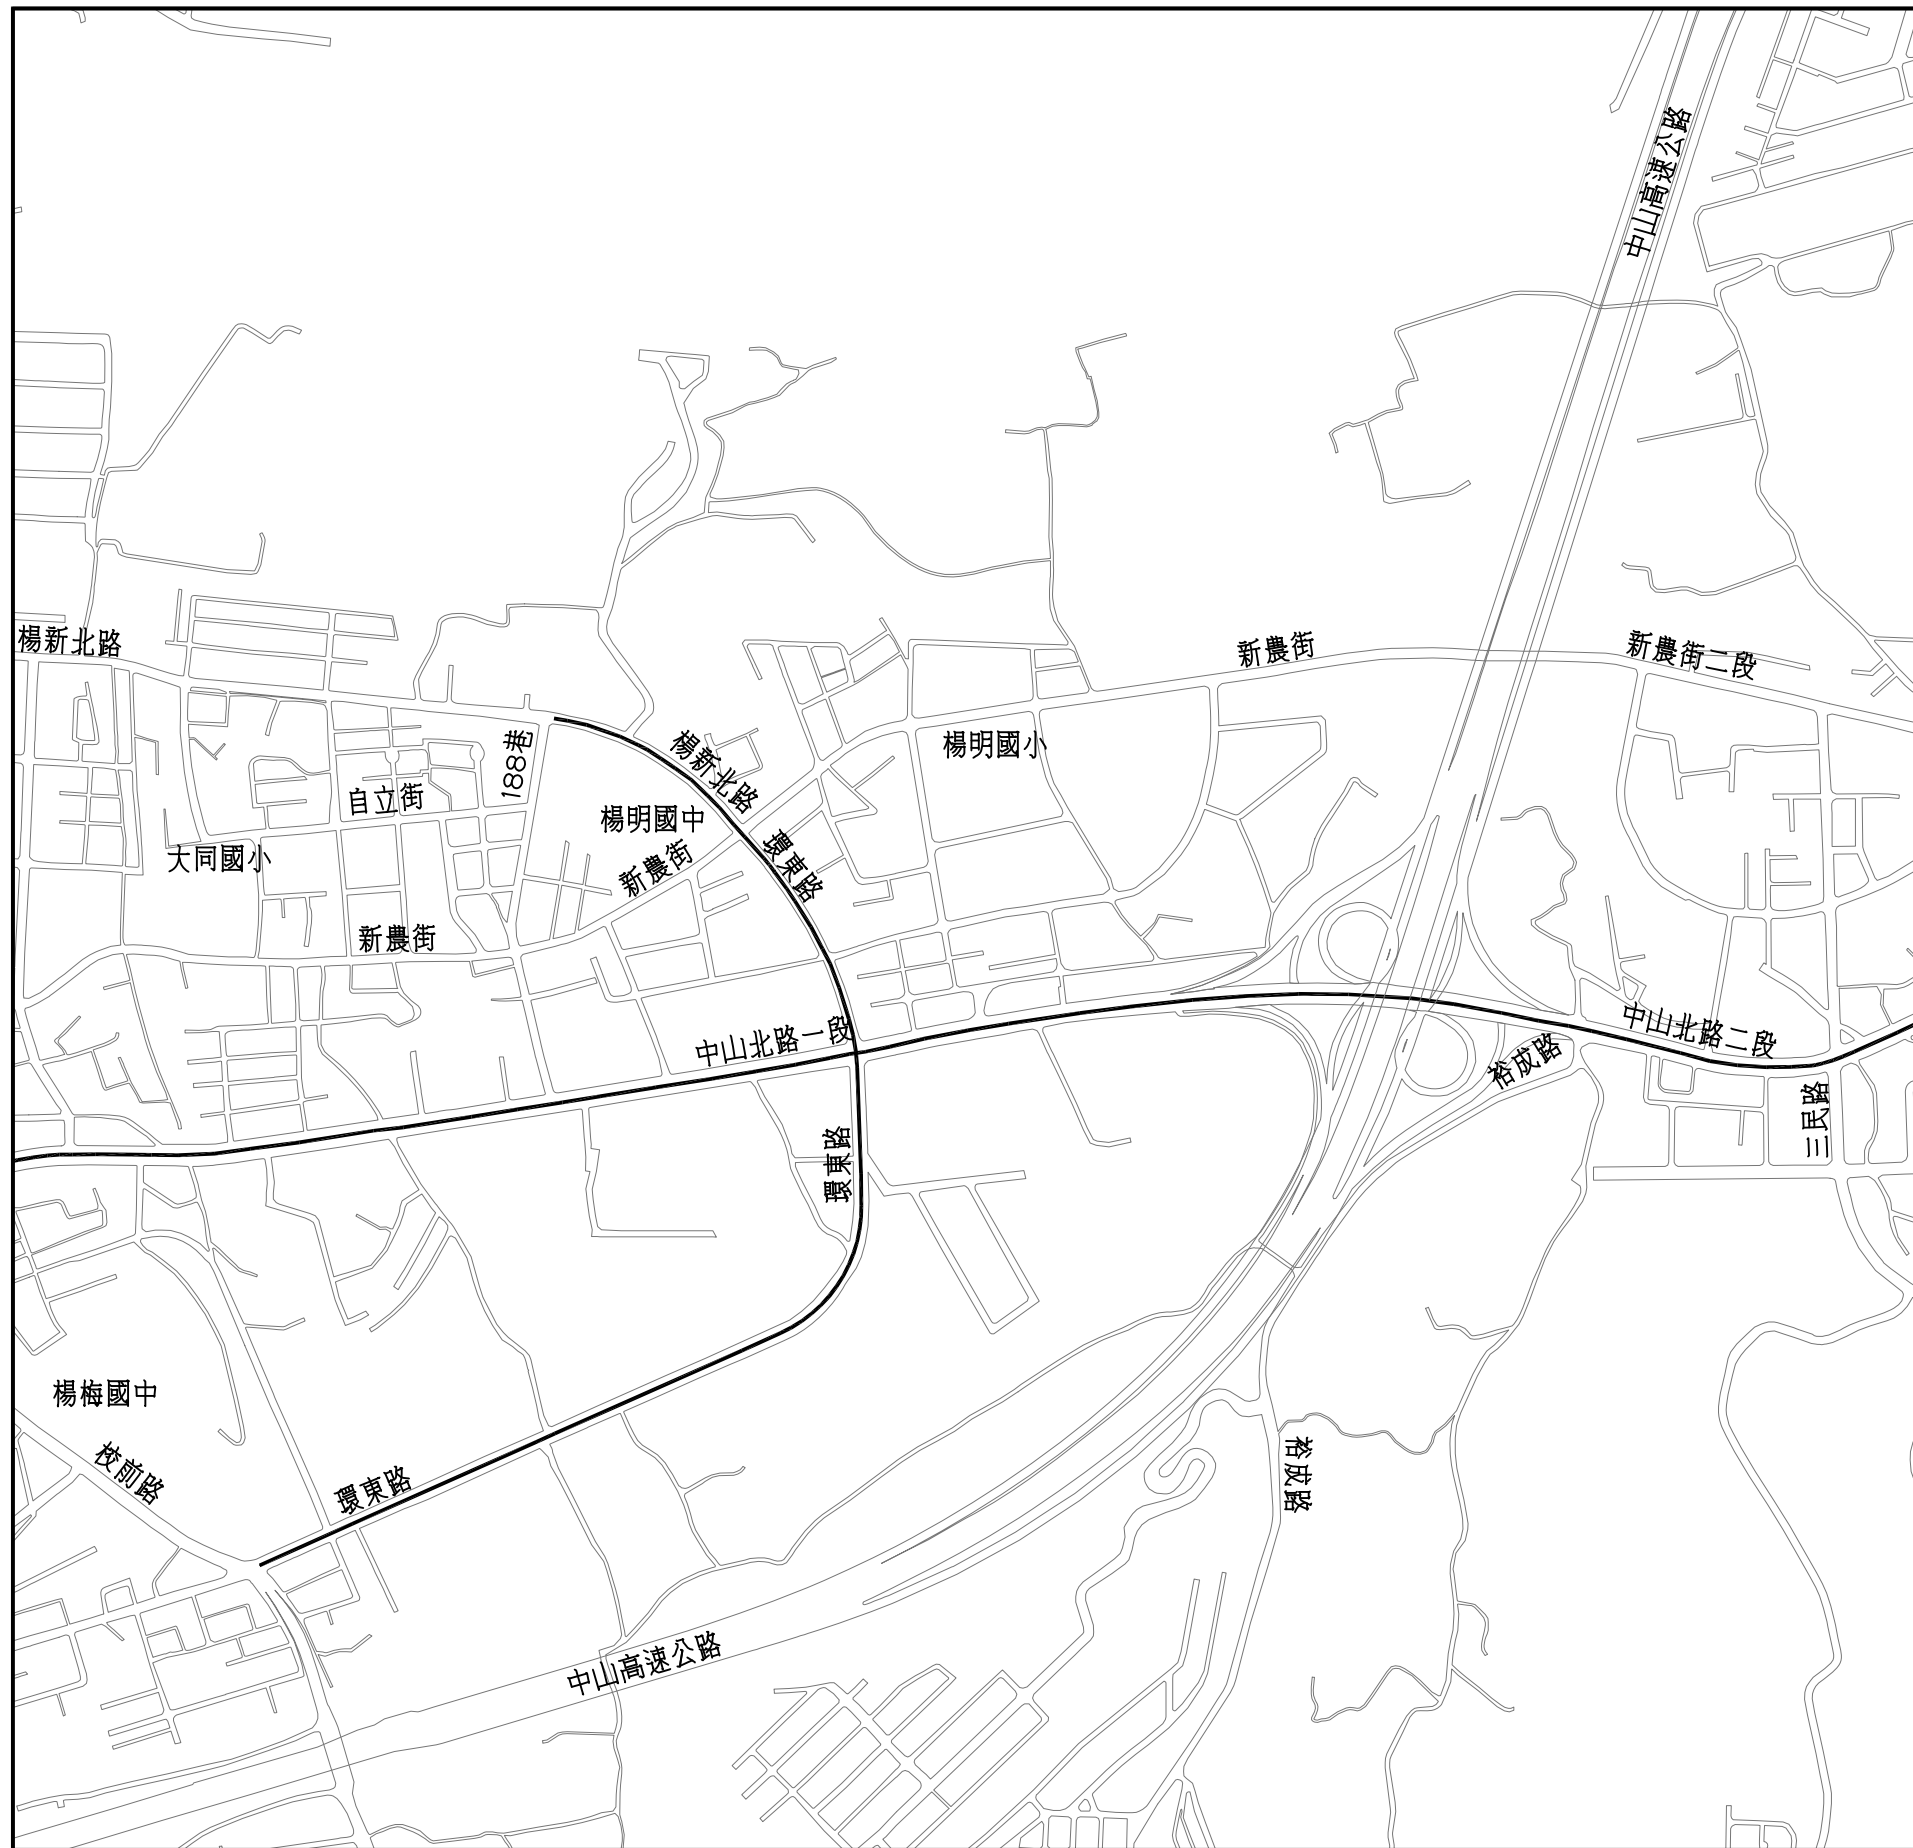 中山高速公路
楊新北路
新農街
新農街二段
188巷
楊新北路
楊明國小
自立街
楊明國中
環東路
大同國小
新農街
新農街
中山北路一段
中山北路二段
裕成路
三民路
環東路
楊梅國中
校前路
環東路
裕成路
中山高速公路